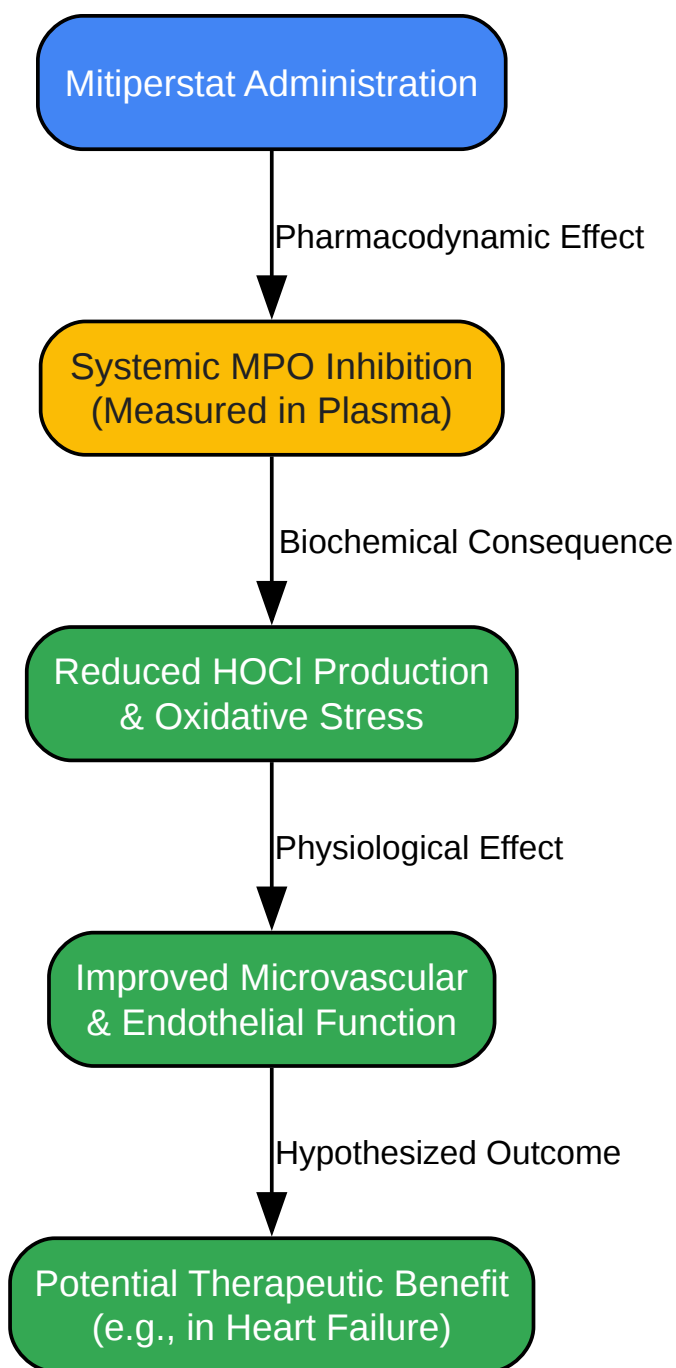 Mitiperstat Administration
Pharmacodynamic Effect
Systemic MPO Inhibition
(Measured in Plasma)
Biochemical Consequence
Reduced HOCl Production
& Oxidative Stress
Physiological Effect
Improved Microvascular
& Endothelial Function
Hypothesized Outcome
Potential Therapeutic Benefit
(e.g., in Heart Failure)